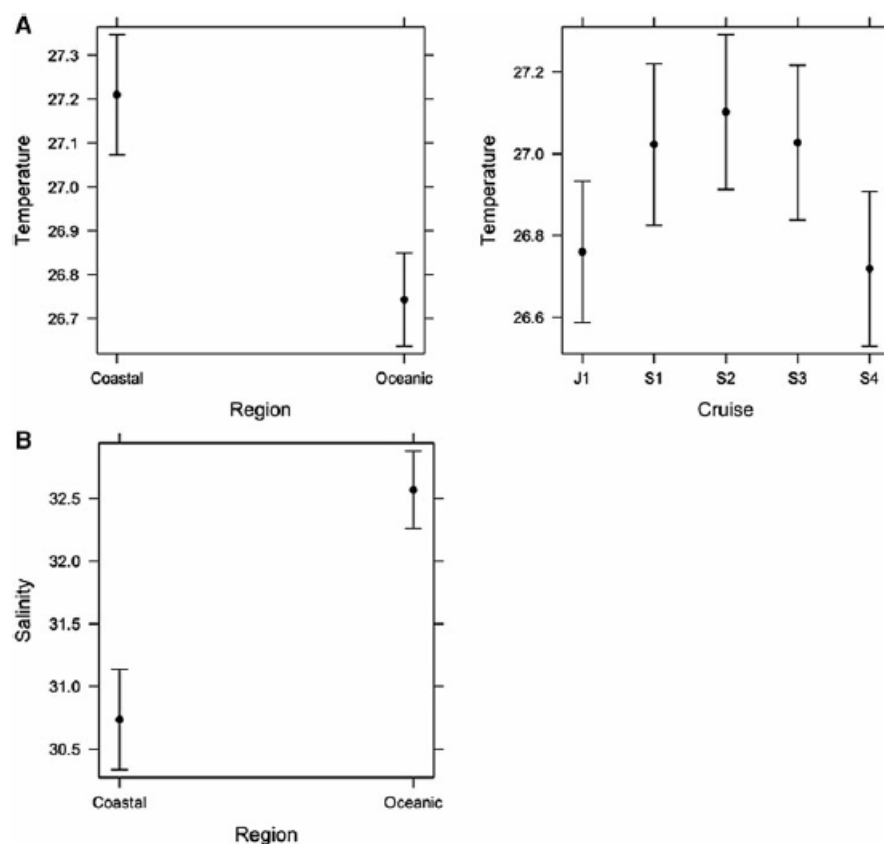 A
Temperature
27.3
27.2
27.1
27.0
26.9
26.8
26.7
Coastal Oceanic
Region
Temperature
27.2
27.0
26.8
26.6
J1 S1 S2 S3 S4
Cruise
B
Salinity
32.5
32.0
31.5
31.0
30.5
Coastal Oceanic
Region